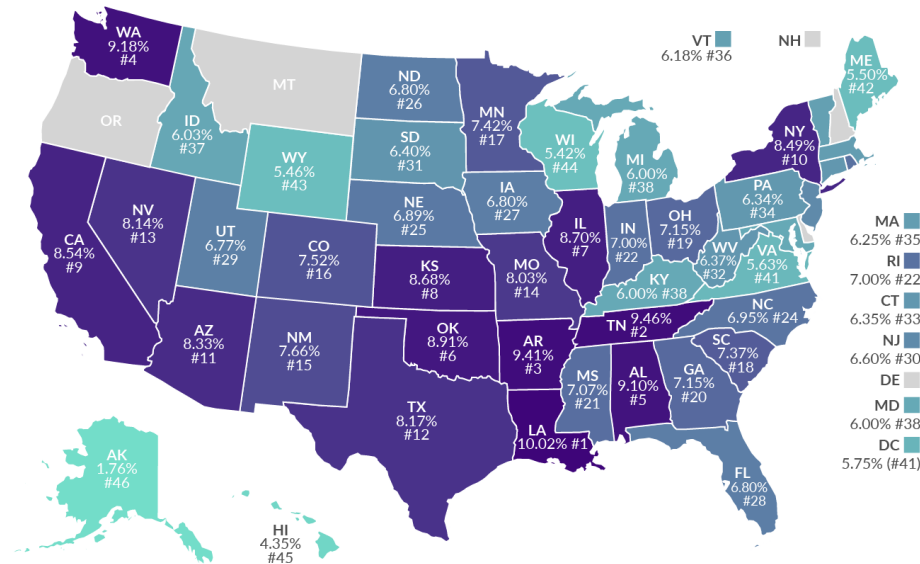 WA
9.18%
#4
VT
6.18% #36
NH
ME
5.50%
#42
MT
ND
6.80%
#26
MN
7.42%
#17
OR
ID
6.03%
#37
SD
6.40%
#31
WI
5.42%
#44
MI
6.00%
#38
NY
8.49%
#10
WY
5.46%
#43
NE
6.89%
#25
IA
6.80%
#27
PA
6.34%
#34
NV
8.14%
#13
UT
6.77%
#29
CO
7.52%
#16
IL
8.70%
#7
IN
7.00%
#22
OH
7.15%
#19
WV
6.37%
#32
VA
5.63%
#41
CA
8.54%
#9
KS
8.68%
#8
MO
8.03%
#14
KY
6.00% #38
NC
6.95% #24
MA
6.25% #35
RI
7.00% #22
CT
6.35% #33
NJ
6.60% #30
DE
MD
6.00% #38
DC
5.75% (#41)
AZ
8.33%
#11
NM
7.66%
#15
OK
8.91%
#6
AR
9.41%
#3
TN 9.46%
#2
SC
7.37%
#18
MS
7.07%
#21
AL
9.10%
#5
GA
7.15%
#20
TX
8.17%
#12
LA
10.02% #1
FL
6.80%
#28
AK
1.76%
#46
HI
4.35%
#45